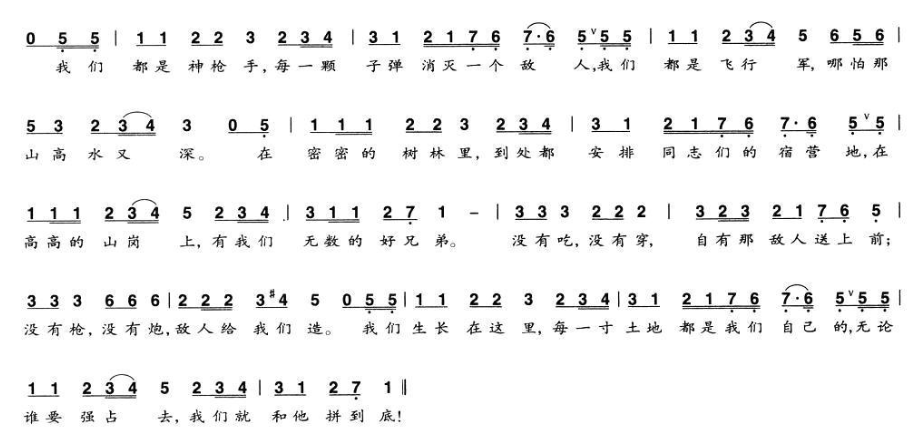 0 5 5 | 1 1 2 2 3 2 3 4 | 3 1 2 1 7 6 7·6 5 ∨ 5 5 | 1 1 2 3 4 5 6 5 6 |
我们 都是神枪手,每一颗 子弹消灭一个敌 人,我们 都是飞行 军,哪怕那
5 3 2 3 4 3 0 5 | 1 1 1 2 2 3 2 3 4 | 3 1 2 1 7 6 7·6 5 ∨ 5 |
山高水又 深。 在 密密的树林里,到处都 安排同志们的宿营 地,在
1 1 1 2 3 4 5 2 3 4 | 3 1 1 2 7 1 – | 3 3 3 2 2 2 | 3 2 3 2 1 7 6 5 |
高高的山岗 上,有我们 无数的好兄弟。 没有吃,没有穿, 自有那敌人送上前;
3 3 3 6 6 6 | 2 2 2 3 #4 5 0 5 5 | 1 1 2 2 3 2 3 4 | 3 1 2 1 7 6 7·6 5 ∨ 5 5 |
没有枪,没有炮,敌人给我们造。 我们生长在这里,每一寸土地都是我们自己的,无论
1 1 2 3 4 5 2 3 4 | 3 1 2 7 1 ‖
谁要强占 去,我们就和他拼到底!